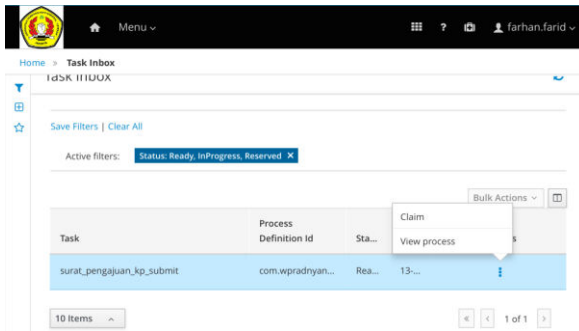 Menu
?
farhan.farid
Home > Task Inbox
Task Inbox
Save Filters | Clear All
Active filters: Status: Ready, InProgress, Reserved X
Bulk Actions
Claim
View process
Task Process Definition Id Sta... s
surat_pengajuan_kp_submit com.wpradnyan... Rea... 13-...
10 Items
« < 1 of 1 >